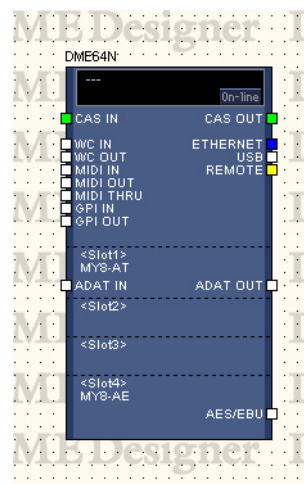 ME Designer
DME64N
---
On-line
CAS IN CAS OUT
WC IN ETHERNET
WC OUT USB
MIDI IN REMOTE
MIDI OUT
MIDI THRU
GPI IN
GPI OUT
<Slot1>
MY8-AT
ADAT IN ADAT OUT
<Slot2>
<Slot3>
<Slot4>
MY8-AE
AES/EBU
ME Designer